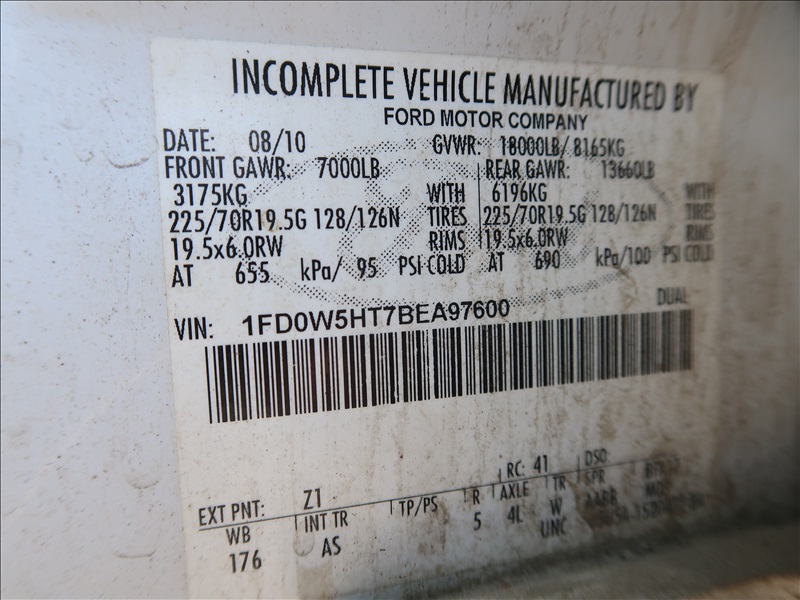 INCOMPLETE VEHICLE MANUFACTURED BY
FORD MOTOR COMPANY
DATE: 08/10 GVWR: 18000LB/ 8165KG
FRONT GAWR: 7000LB REAR GAWR: 13660LB
3175KG WITH 6196KG WITH
225/70R19.5G 128/126N TIRES 225/70R19.5G 128/126N TIRES
19.5x6.0RW RIMS 19.5x6.0RW RIMS
AT 655 kPa/ 95 PSI COLD AT 690 kPa/100 PSI COLD
DUAL
VIN: 1FD0W5HT7BEA97600
EXT PNT: Z1 RC: 41 DSO:
WB INT TR TP/PS R AXLE TR SPR
176 AS 5 4L W AABB
UNC